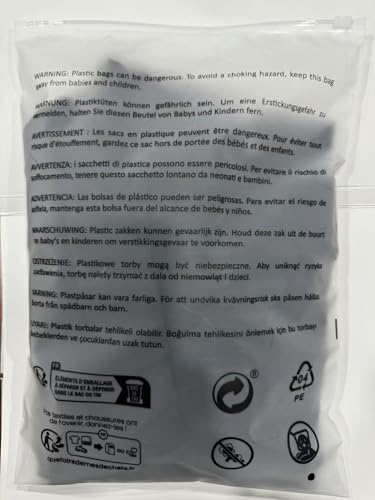 WARNING: Plastic bags can be dangerous. To avoid a choking hazard, keep this bag
away from babies and children.
WARNUNG: Plastiktüten können gefährlich sein. Um eine Erstickungsgefahr zu
vermeiden, halten Sie diesen Beutel von Babys und Kindern fern.
AVERTISSEMENT : Les sacs en plastique peuvent être dangereux. Pour éviter tout
risque d'étouffement, gardez ce sac hors de portée des bébés et des enfants.
AVVERTENZA: i sacchetti di plastica possono essere pericolosi. Per evitare il rischio di
soffocamento, tenere questo sacchetto lontano da neonati e bambini.
ADVERTENCIA: Las bolsas de plástico pueden ser peligrosas. Para evitar el riesgo de
asfixia, mantenga esta bolsa fuera del alcance de bebés y niños.
WAARSCHUWING: Plastic zakken kunnen gevaarlijk zijn. Houd deze zak uit de buurt
van baby's en kinderen om verstikkingsgevaar te voorkomen.
OSTRZEŻENIE: Plastikowe torby mogą być niebezpieczne. Aby uniknąć ryzyka
zadławienia, torbę należy trzymać z dala od niemowląt i dzieci.
VARNING: Plastpåsar kan vara farliga. För att undvika kvävningsrisk ska påsen hållas
borta från spädbarn och barn.
UYARI: Plastik torbalar tehlikeli olabilir. Boğulma tehlikesini önlemek için bu torbayı
bebeklerden ve çocuklardan uzak tutun.
FR
ÉLÉMENTS D'EMBALLAGE
À SÉPARER ET À DÉPOSER
DANS LE BAC DE TRI
®
04
PE
Vos textiles et chaussures ont
de l'avenir, donnez-les !
FR
quefairedemesdechets.fr